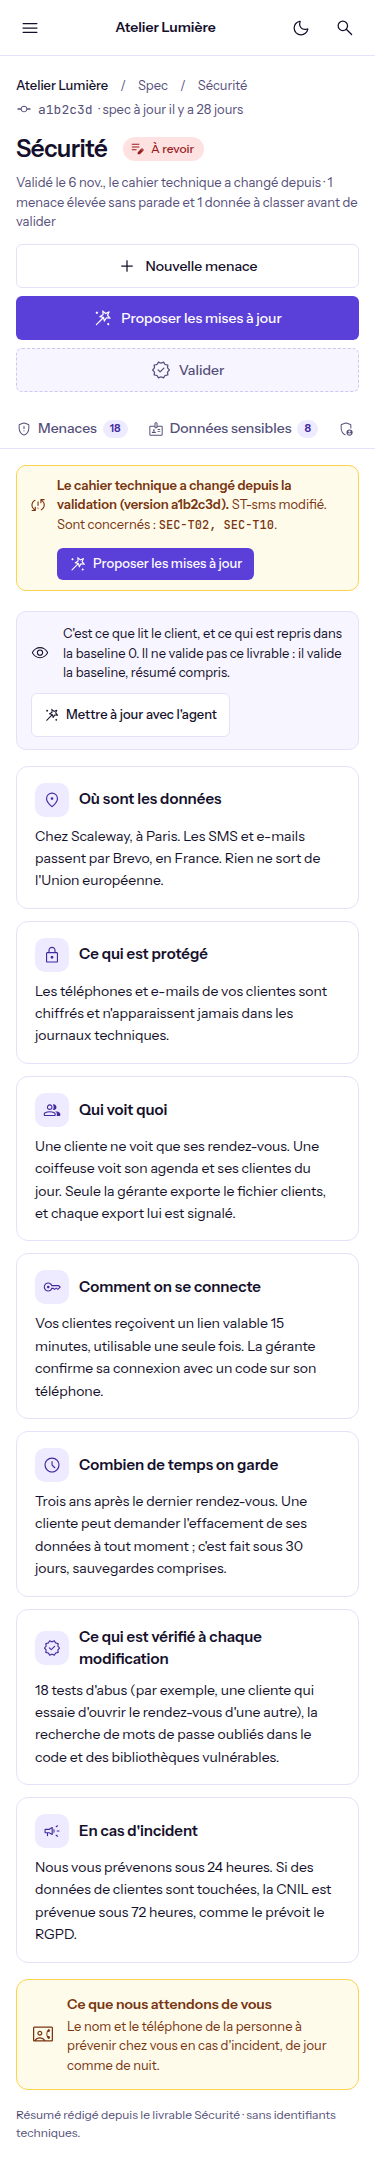 Atelier Lumière
Atelier Lumière / Spec / Sécurité
a1b2c3d · spec à jour il y a 28 jours
Sécurité
À revoir
Validé le 6 nov., le cahier technique a changé depuis · 1
menace élevée sans parade et 1 donnée à classer avant de
valider
Nouvelle menace
Proposer les mises à jour
Valider
Menaces 18
Données sensibles 8
Le cahier technique a changé depuis la
validation (version a1b2c3d). ST-sms modifié.
Sont concernés : SEC-T02, SEC-T10.
Proposer les mises à jour
C'est ce que lit le client, et ce qui est repris dans
la baseline 0. Il ne valide pas ce livrable : il valide
la baseline, résumé compris.
Mettre à jour avec l'agent
Où sont les données
Chez Scaleway, à Paris. Les SMS et e-mails
passent par Brevo, en France. Rien ne sort de
l'Union européenne.
Ce qui est protégé
Les téléphones et e-mails de vos clientes sont
chiffrés et n'apparaissent jamais dans les
journaux techniques.
Qui voit quoi
Une cliente ne voit que ses rendez-vous. Une
coiffeuse voit son agenda et ses clientes du
jour. Seule la gérante exporte le fichier clients,
et chaque export lui est signalé.
Comment on se connecte
Vos clientes reçoivent un lien valable 15
minutes, utilisable une seule fois. La gérante
confirme sa connexion avec un code sur son
téléphone.
Combien de temps on garde
Trois ans après le dernier rendez-vous. Une
cliente peut demander l'effacement de ses
données à tout moment ; c'est fait sous 30
jours, sauvegardes comprises.
Ce qui est vérifié à chaque
modification
18 tests d'abus (par exemple, une cliente qui
essaie d'ouvrir le rendez-vous d'une autre), la
recherche de mots de passe oubliés dans le
code et des bibliothèques vulnérables.
En cas d'incident
Nous vous prévenons sous 24 heures. Si des
données de clientes sont touchées, la CNIL est
prévenue sous 72 heures, comme le prévoit le
RGPD.
Ce que nous attendons de vous
Le nom et le téléphone de la personne à
prévenir chez vous en cas d'incident, de jour
comme de nuit.
Résumé rédigé depuis le livrable Sécurité · sans identifiants
techniques.